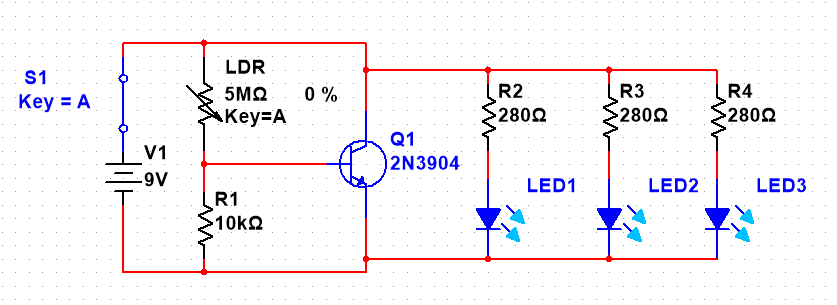 S1
Key = A
LDR
5MΩ 0 %
Key=A
V1
9V
R1
10kΩ
Q1
2N3904
R2
280Ω
R3
280Ω
R4
280Ω
LED1
LED2
LED3